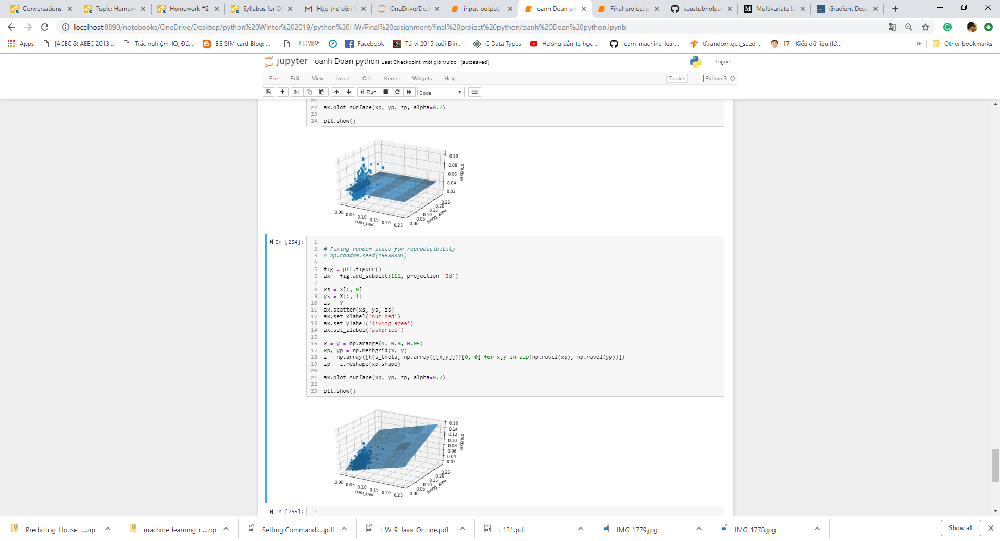 Conversations
Topic: Homew
Homework #2
Syllabus for DE
Hộp thư đến (
OneDrive/Desk
input-output
oanh Doan pyt
Final project p
kaustubholpad
Multivariate Li
Gradient Desc
localhost:8890/notebooks/OneDrive/Desktop/python%20Winter%202019/python%20HW/Final%20assignment/final%20project%20python/oanh%20Doan%20python.ipynb
Apps
[ACEC & AEEC 2013...
Trắc nghiệm, IQ, Đấ...
EG SIM card Blog: ...
그룹웨어
Facebook
Tử vi 2015 tuổi Đin...
C Data Types
Hướng dẫn tự học ...
learn-machine-lear...
tf.random.get_seed ...
17 - Kiểu dữ liệu (lớ...
»
Other bookmarks
jupyter oanh Doan python Last Checkpoint: một giờ trước (autosaved)
Logout
File Edit View Insert Cell Kernel Widgets Help
Trusted
Python 3
Run
Code
21
22 ax.plot_surface(xp, yp, zp, alpha=0.7)
23
24 plt.show()
0.10
0.08
0.06
0.04
0.02
askprice
0.00 0.05 0.10 0.15 0.20 0.25
num_bed
0.00 0.05 0.10 0.15 0.20 0.25
living_area
In [254]:
1
2 # Fixing random state for reproducibility
3 # np.random.seed(19680801)
4
5 fig = plt.figure()
6 ax = fig.add_subplot(111, projection='3d')
7
8 xs = X[:, 0]
9 ys = X[:, 1]
10 zs = Y
11 ax.scatter(xs, ys, zs)
12 ax.set_xlabel('num_bed')
13 ax.set_ylabel('living_area')
14 ax.set_zlabel('askprice')
15
16 x = y = np.arange(0, 0.3, 0.05)
17 xp, yp = np.meshgrid(x, y)
18 z = np.array([h(s_theta, np.array([[x,y]]))[0, 0] for x,y in zip(np.ravel(xp), np.ravel(yp))])
19 zp = z.reshape(xp.shape)
20
21 ax.plot_surface(xp, yp, zp, alpha=0.7)
22
23 plt.show()
0.16
0.14
0.12
0.10
0.08
0.06
0.04
0.02
askprice
0.00 0.05 0.10 0.15 0.20 0.25
num_bed
0.00 0.05 0.10 0.15 0.20 0.25
living_area
In [255]:
1
Predicting-House-....zip
machine-learning-r....zip
Setting Commandl....pdf
HW_9_Java_OnLine.pdf
i-131.pdf
IMG_1779.jpg
IMG_1778.jpg
Show all